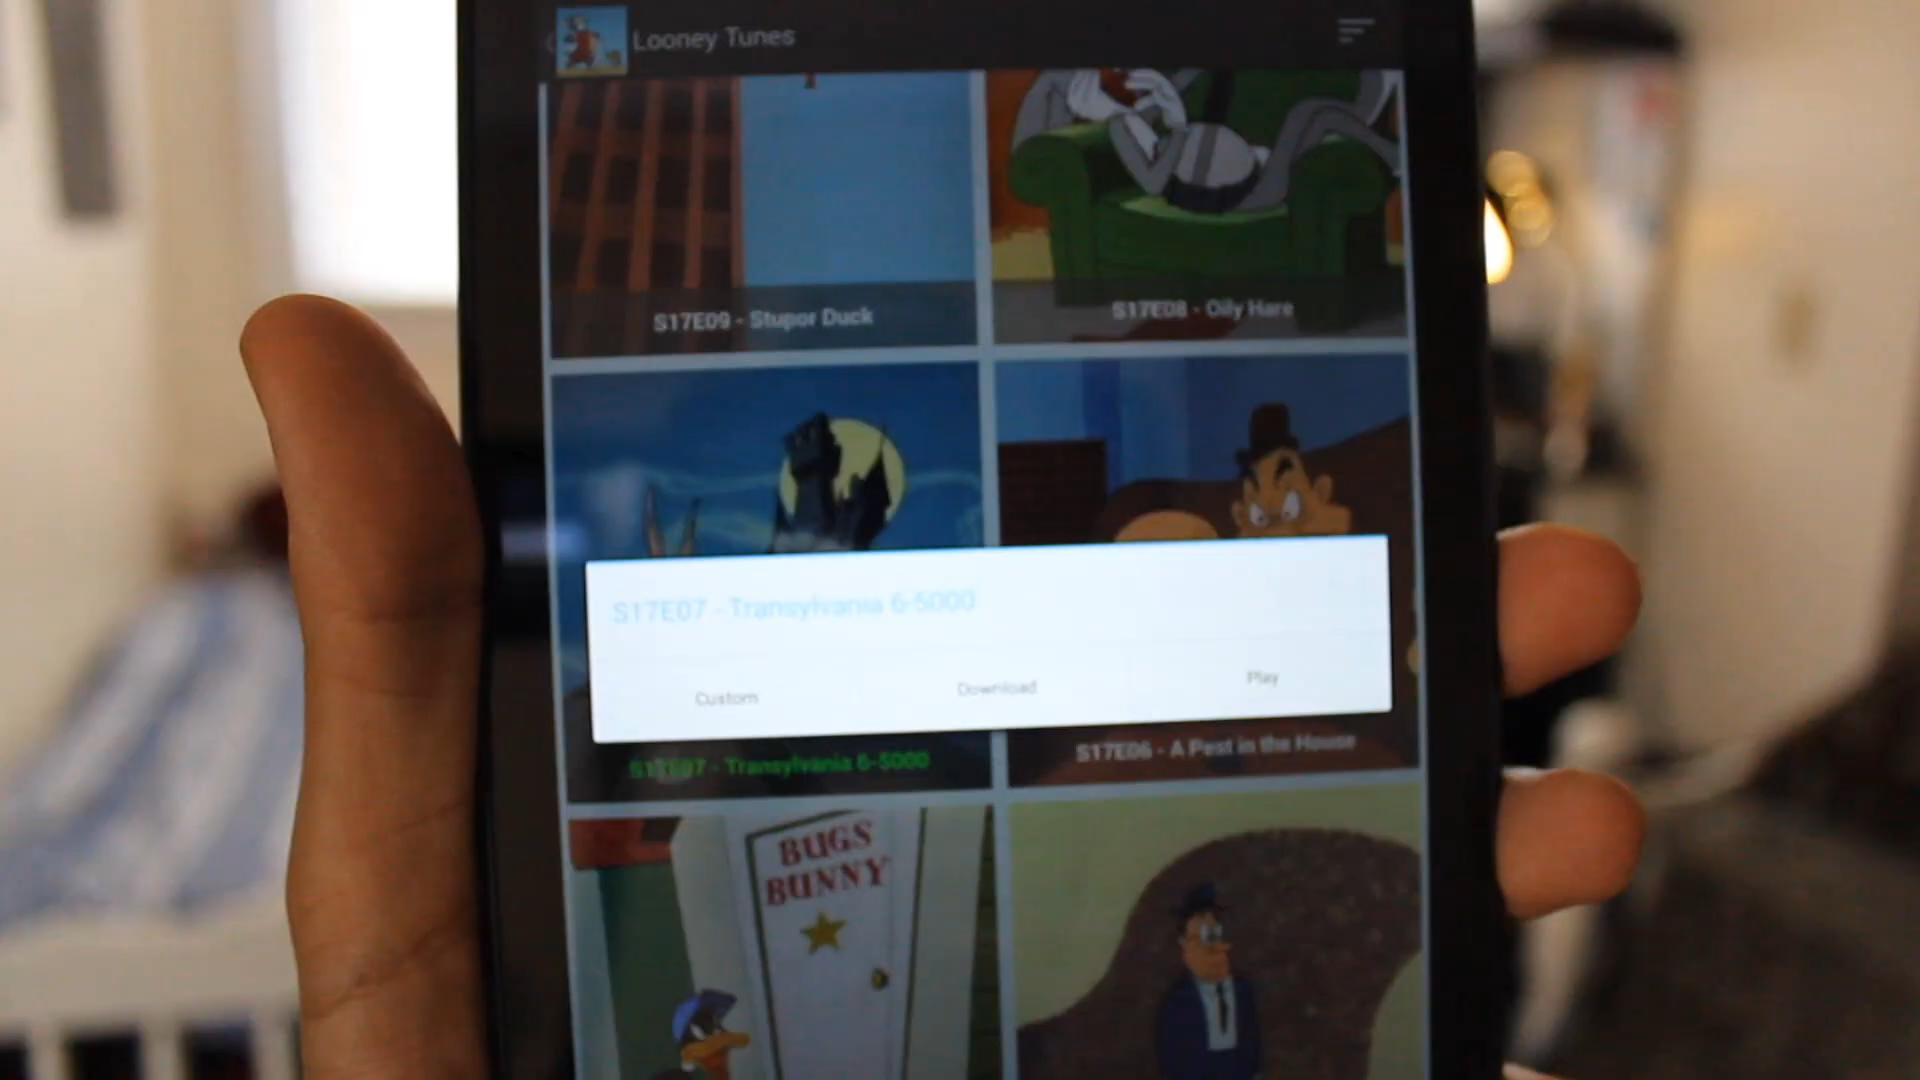 Looney Tunes
S17E09 - Stupor Duck
S17E08 - Oily Hare
S17E07 - Transylvania 6-5000
Custom
Download
Play
S17E07 - Transylvania 6-5000
S17E06 - A Pest in the House
BUGS
BUNNY